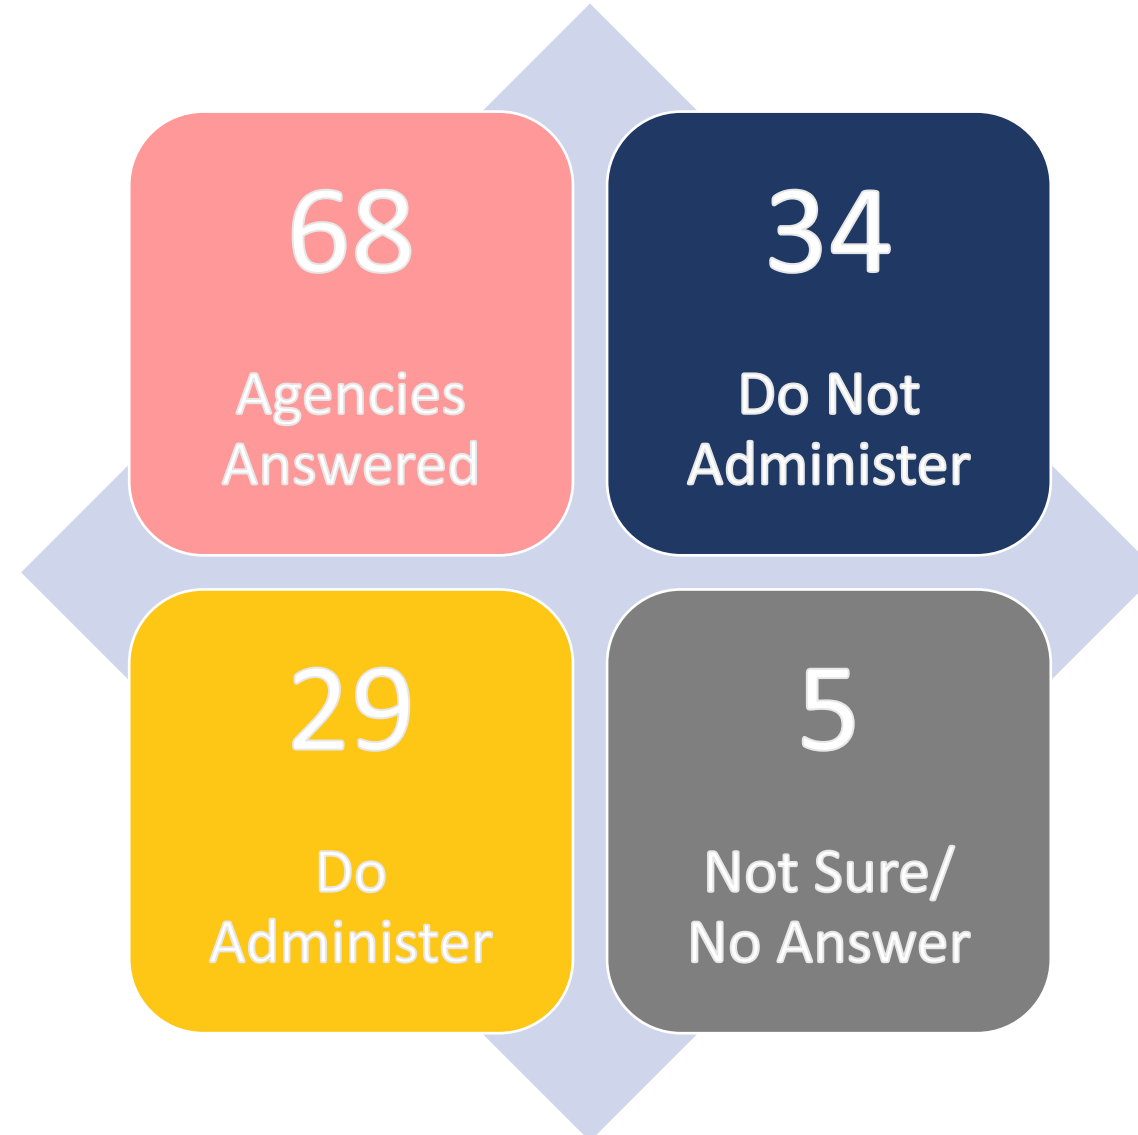 68
Agencies
Answered
34
Do Not
Administer
29
Do
Administer
5
Not Sure/
No Answer